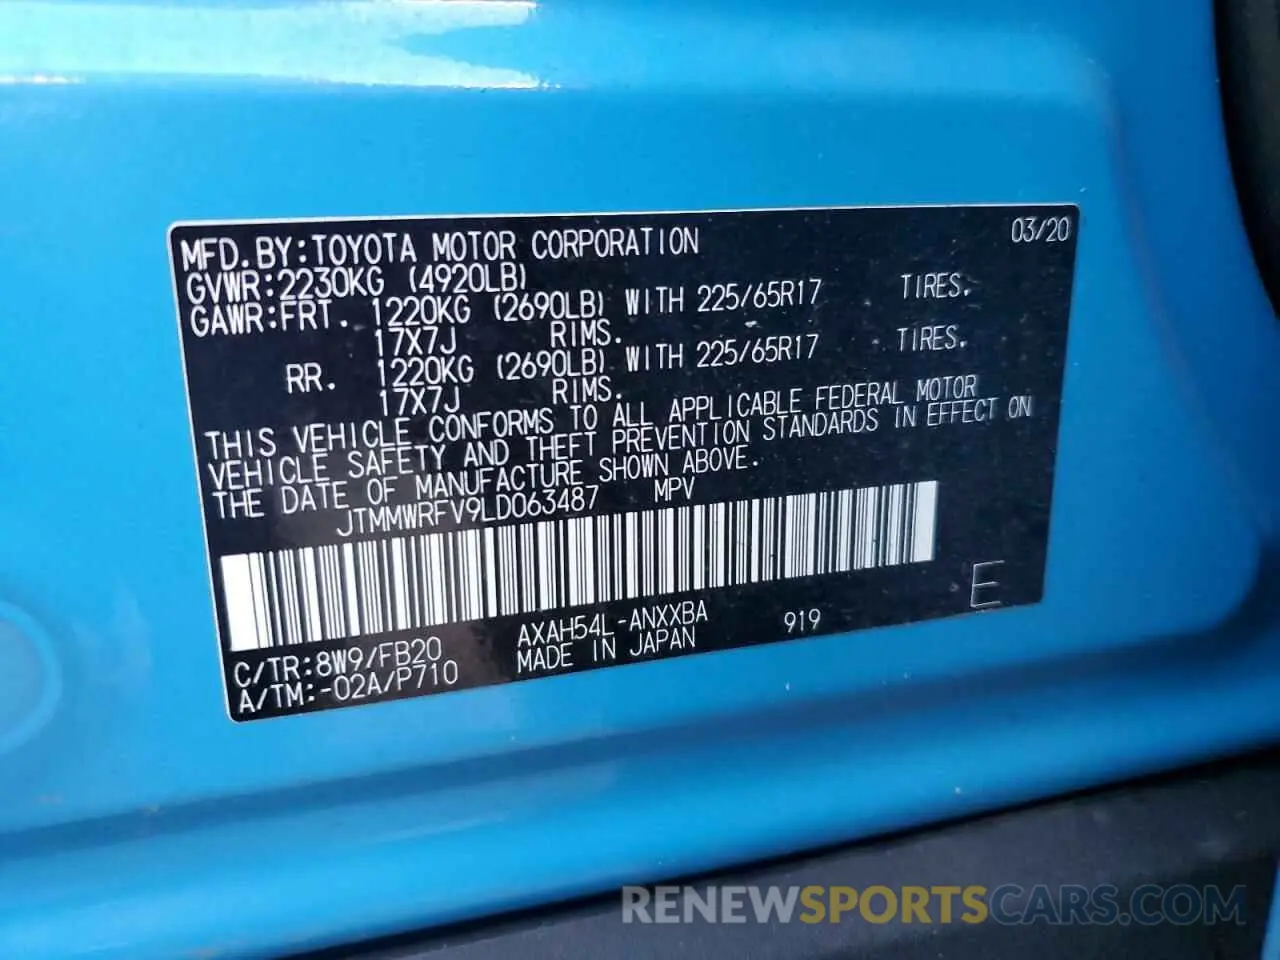 MFD. BY:TOYOTA MOTOR CORPORATION 03/20
GVWR:2230KG (4920LB)
GAWR:FRT. 1220KG (2690LB) WITH 225/65R17 TIRES.
17X7J RIMS.
RR. 1220KG (2690LB) WITH 225/65R17 TIRES.
17X7J RIMS.
THIS VEHICLE CONFORMS TO ALL APPLICABLE FEDERAL MOTOR
VEHICLE SAFETY AND THEFT PREVENTION STANDARDS IN EFFECT ON
THE DATE OF MANUFACTURE SHOWN ABOVE.
JTMMWRFV9LD063487 MPV
E
C/TR:8W9/FB20 AXAH54L-ANXXBA 919
A/TM:-02A/P710 MADE IN JAPAN
RENEWSPORTSCARS.COM